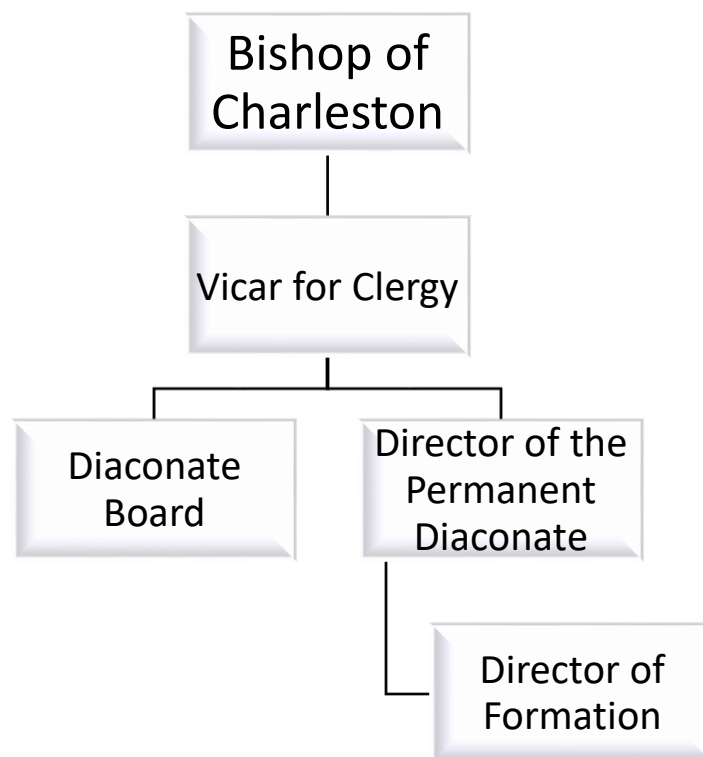 Bishop of
Charleston
Vicar for Clergy
Diaconate
Board
Director of the
Permanent
Diaconate
Director of
Formation